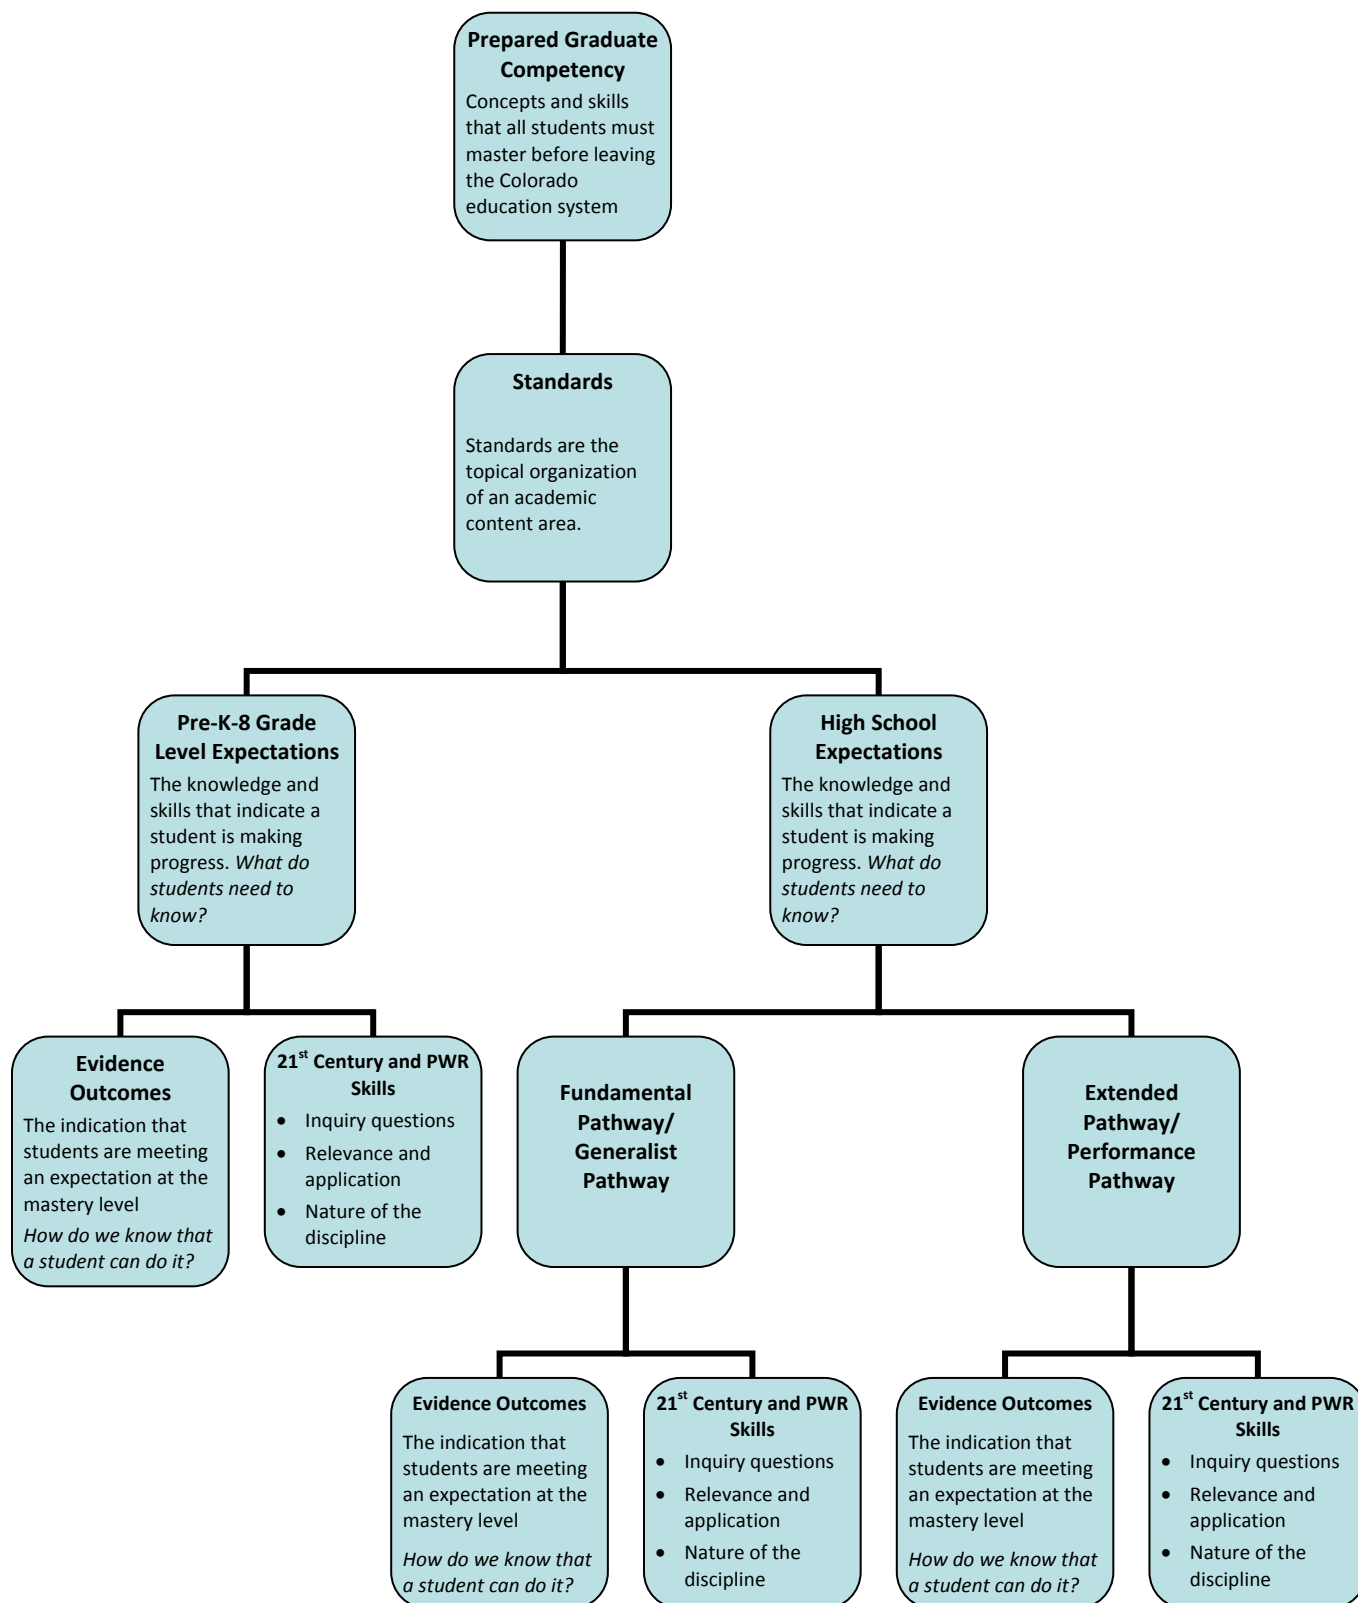 Prepared Graduate
Competency
Concepts and skills
that all students must
master before leaving
the Colorado
education system
Standards
Standards are the
topical organization
of an academic
content area.
Pre-K-8 Grade
Level Expectations
The knowledge and
skills that indicate a
student is making
progress. What do
students need to
know?
High School
Expectations
The knowledge and
skills that indicate a
student is making
progress. What do
students need to
know?
Evidence
Outcomes
The indication that
students are meeting
an expectation at the
mastery level
How do we know that
a student can do it?
21st Century and PWR
Skills
• Inquiry questions
• Relevance and
application
• Nature of the
discipline
Fundamental
Pathway/
Generalist
Pathway
Extended
Pathway/
Performance
Pathway
Evidence Outcomes
The indication that
students are meeting
an expectation at the
mastery level
How do we know that
a student can do it?
21st Century and PWR
Skills
• Inquiry questions
• Relevance and
application
• Nature of the
discipline
Evidence Outcomes
The indication that
students are meeting
an expectation at the
mastery level
How do we know that
a student can do it?
21st Century and PWR
Skills
• Inquiry questions
• Relevance and
application
• Nature of the
discipline